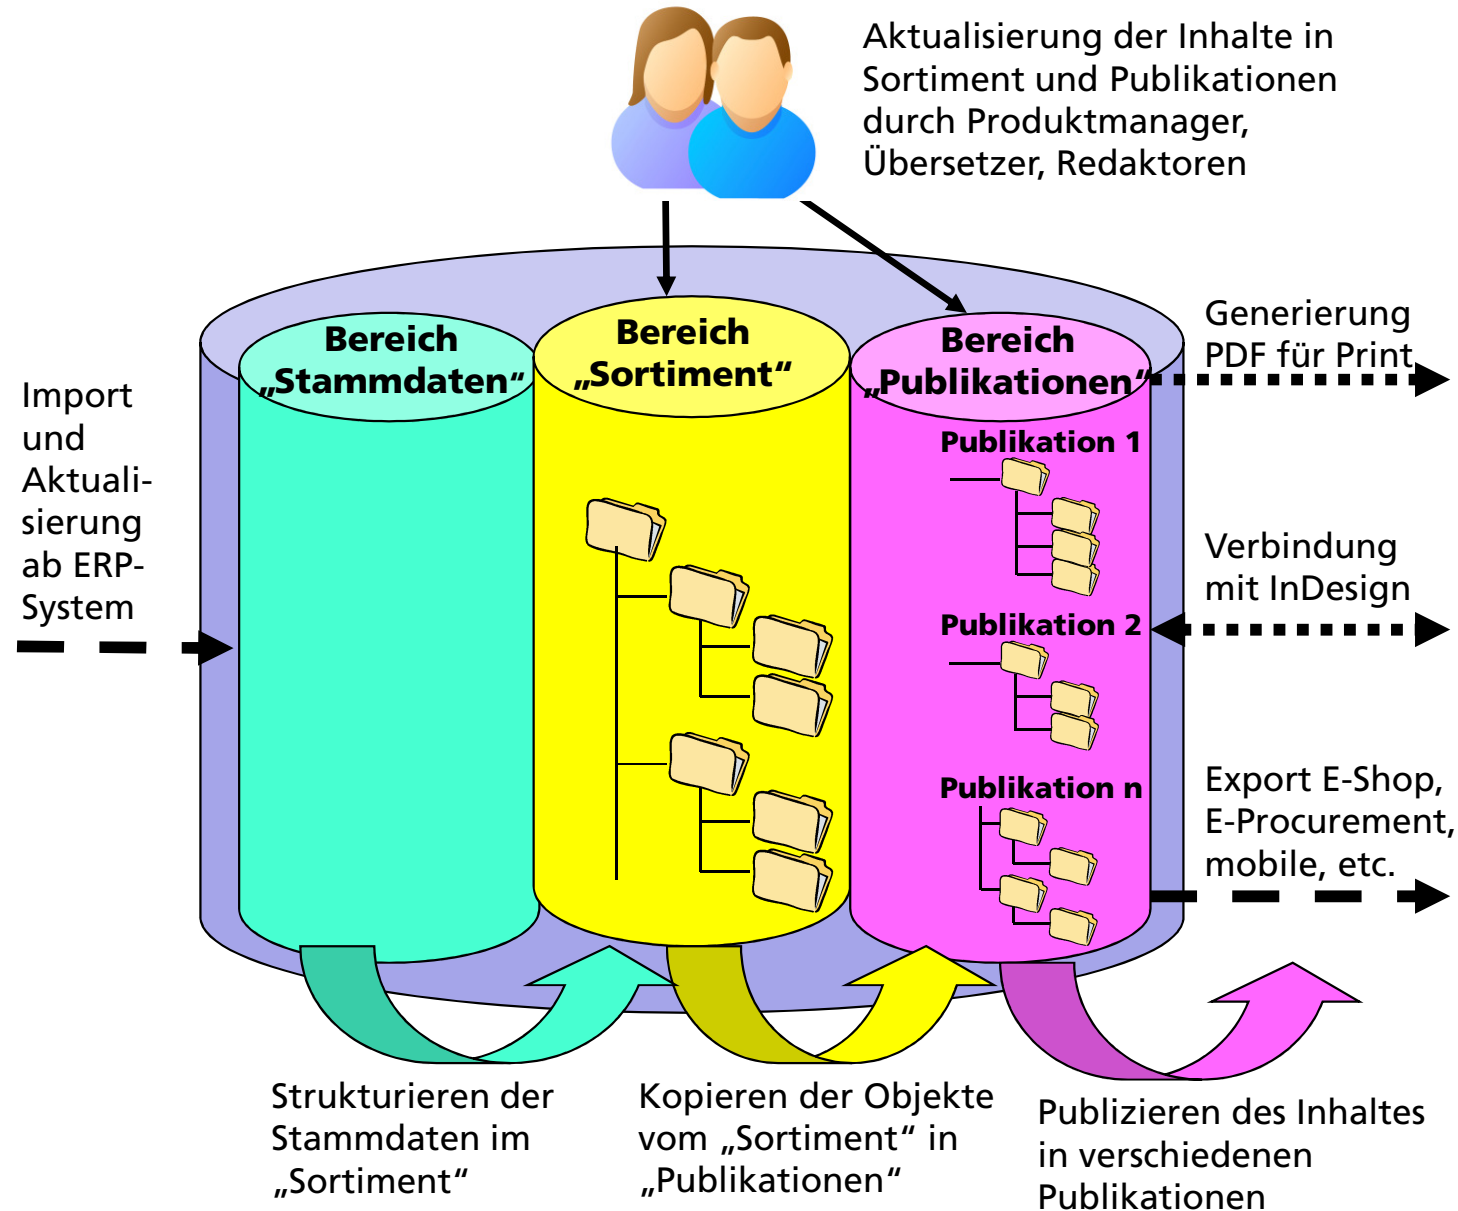 Aktualisierung der Inhalte in
Sortiment und Publikationen
durch Produktmanager,
Übersetzer, Redaktoren
Import
und
Aktuali-
sierung
ab ERP-
System
Bereich
„Stammdaten“
Bereich
„Sortiment“
Bereich
„Publikationen“
Publikation 1
Publikation 2
Publikation n
Generierung
PDF für Print
Verbindung
mit InDesign
Export E-Shop,
E-Procurement,
mobile, etc.
Strukturieren der
Stammdaten im
„Sortiment“
Kopieren der Objekte
vom „Sortiment“ in
„Publikationen“
Publizieren des Inhaltes
in verschiedenen
Publikationen